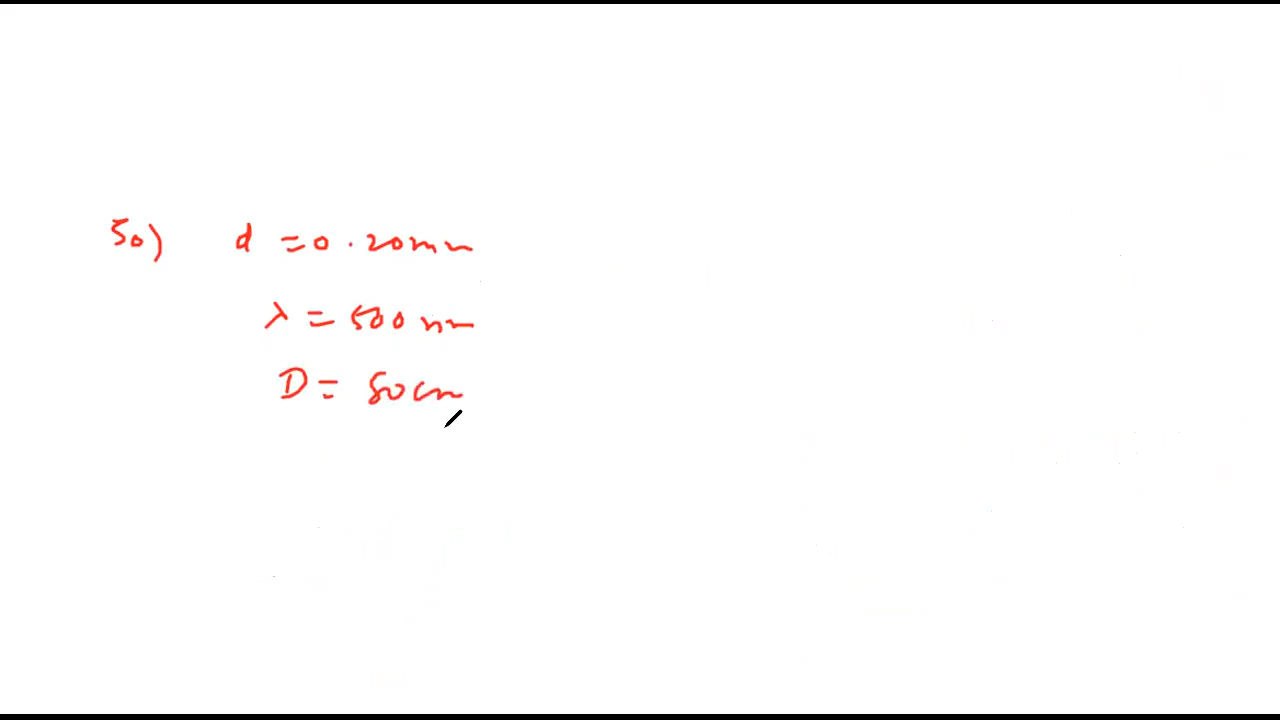 50) d = 0.20mm
λ = 500 nm
D = 80cm